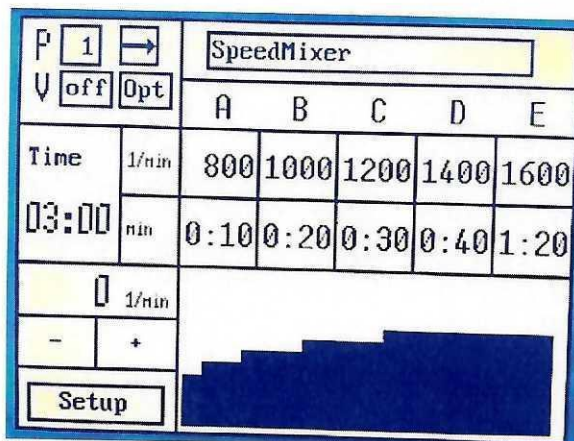 P 1 → SpeedMixer
V off Opt
A B C D E
Time 1/min 800 1000 1200 1400 1600
03:00 min 0:10 0:20 0:30 0:40 1:20
0 1/min
- +
Setup